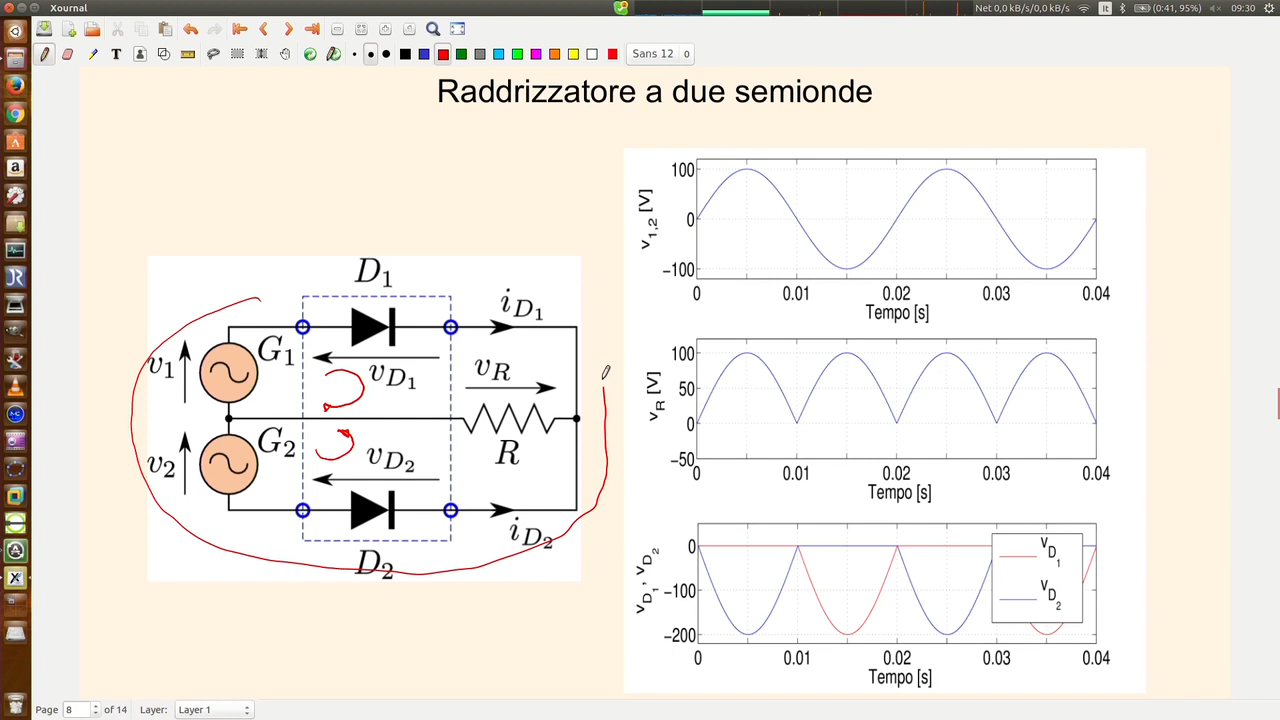 Xournal
Net 0,0 kB/s/0,0 kB/s
It
(0:41, 95%)
09:30
Sans 12
0
Raddrizzatore a due semionde
D1
iD1
v1
G1
vD1
vR
v2
G2
vD2
R
iD2
D2
v1,2 [V]
100
0
−100
0 0.01 0.02 0.03 0.04
Tempo [s]
vR [V]
100
50
0
−50
0 0.01 0.02 0.03 0.04
Tempo [s]
vD1, vD2
0
−100
−200
vD1
vD2
0 0.01 0.02 0.03 0.04
Tempo [s]
Page 8 of 14 Layer: Layer 1